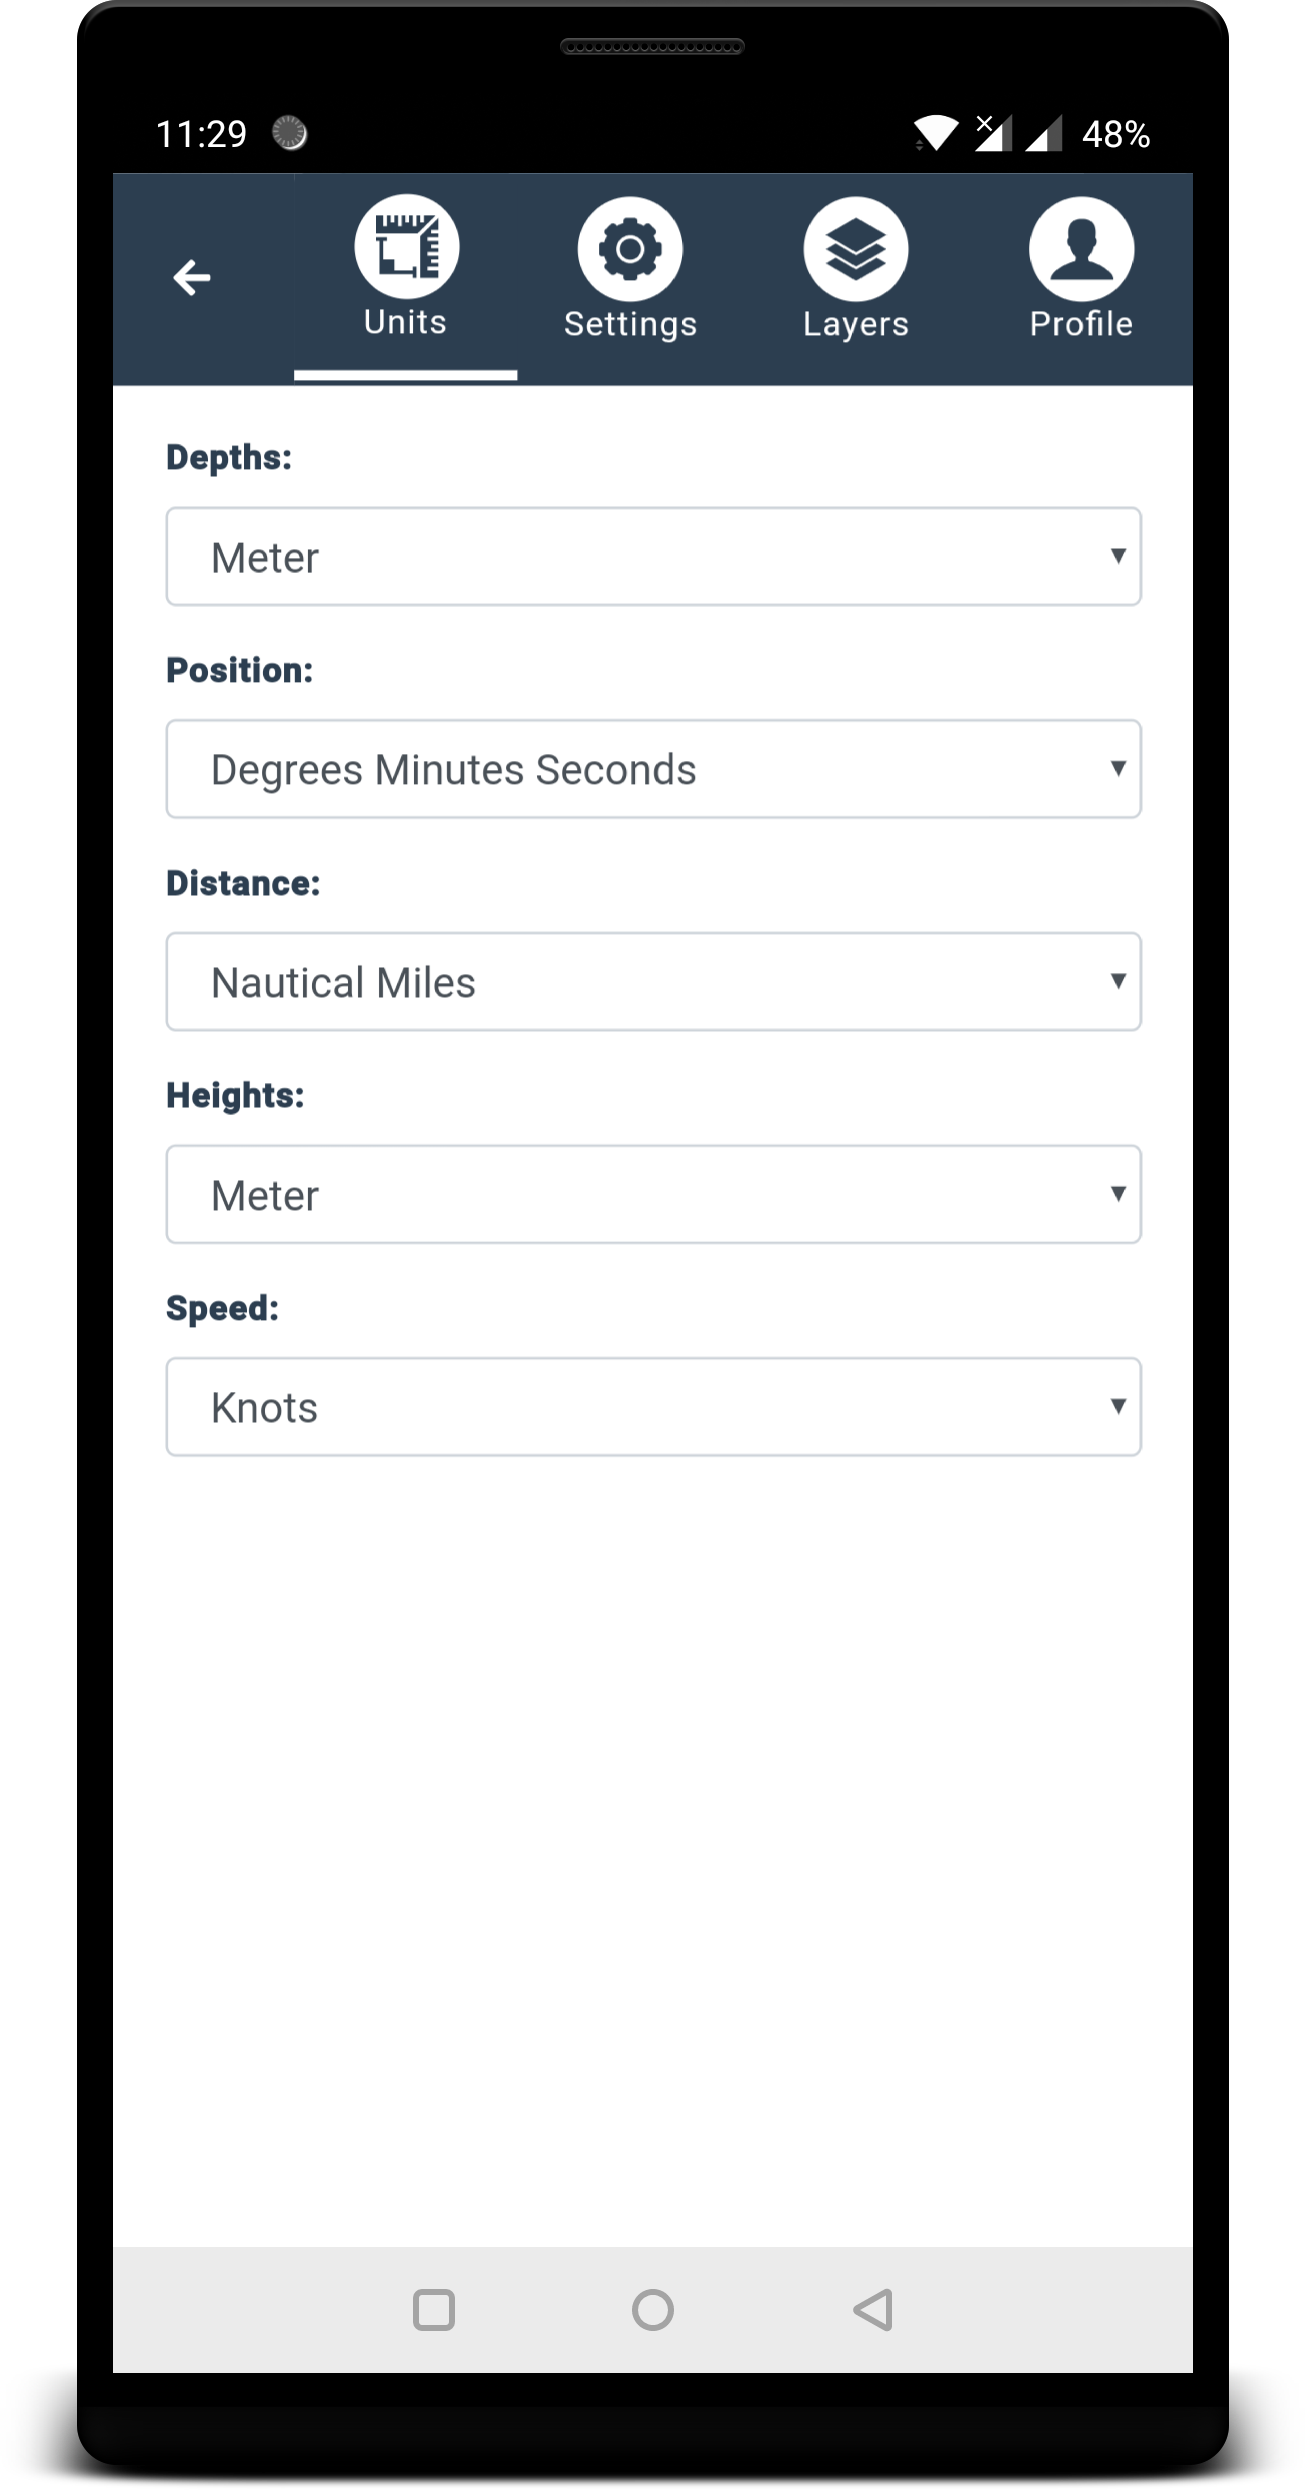 11:29 48%
Units Settings Layers Profile
Depths:
Meter
Position:
Degrees Minutes Seconds
Distance:
Nautical Miles
Heights:
Meter
Speed:
Knots